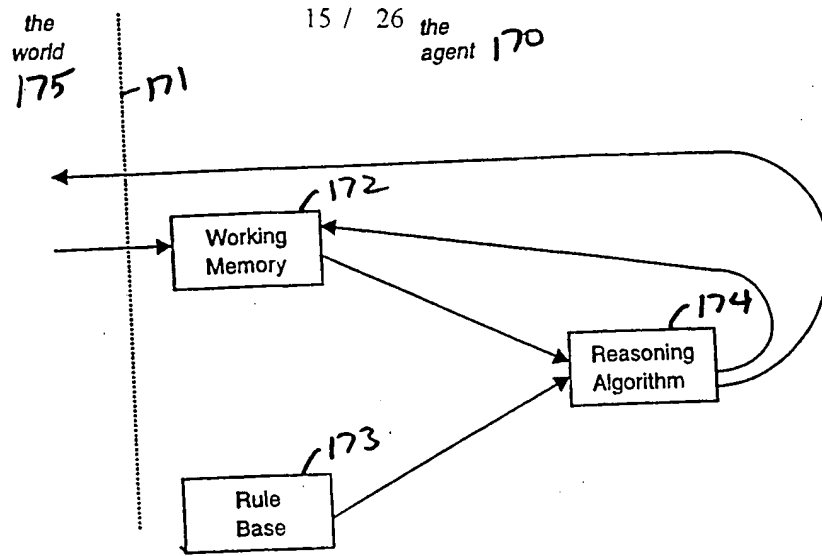 15 / 26
the
world
175
171
the
agent 170
172
Working
Memory
174
Reasoning
Algorithm
173
Rule
Base